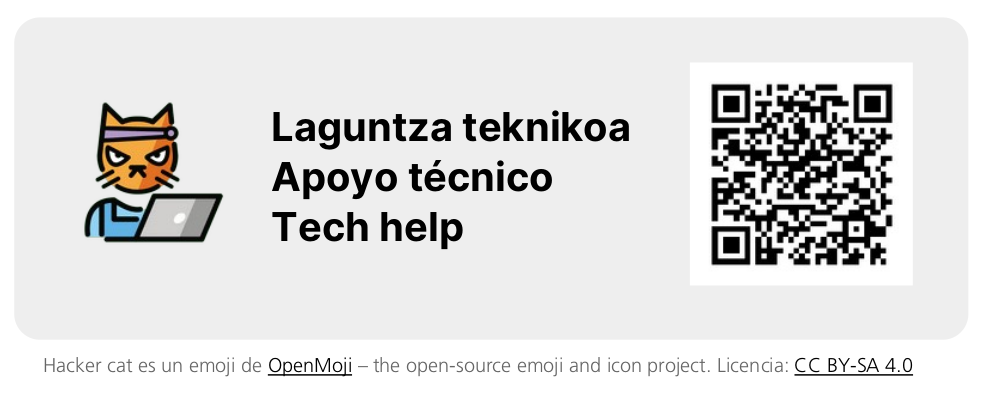 Laguntza teknikoa
Apoyo técnico
Tech help
Hacker cat es un emoji de OpenMoji – the open-source emoji and icon project. Licencia: CC BY-SA 4.0